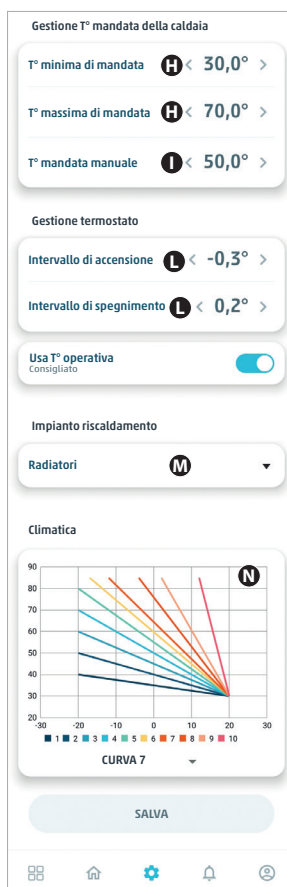 Gestione T° mandata della caldaia
T° minima di mandata H < 30,0° >
T° massima di mandata H < 70,0° >
T° mandata manuale I < 50,0° >
Gestione termostato
Intervallo di accensione L < -0,3° >
Intervallo di spegnimento L < 0,2° >
Usa T° operativa
Consigliato
Impianto riscaldamento
Radiatori M
Climatica
N
90
80
70
60
50
40
30
20
-30 -20 -10 0 10 20 30
1 2 3 4 5 6 7 8 9 10
CURVA 7
SALVA